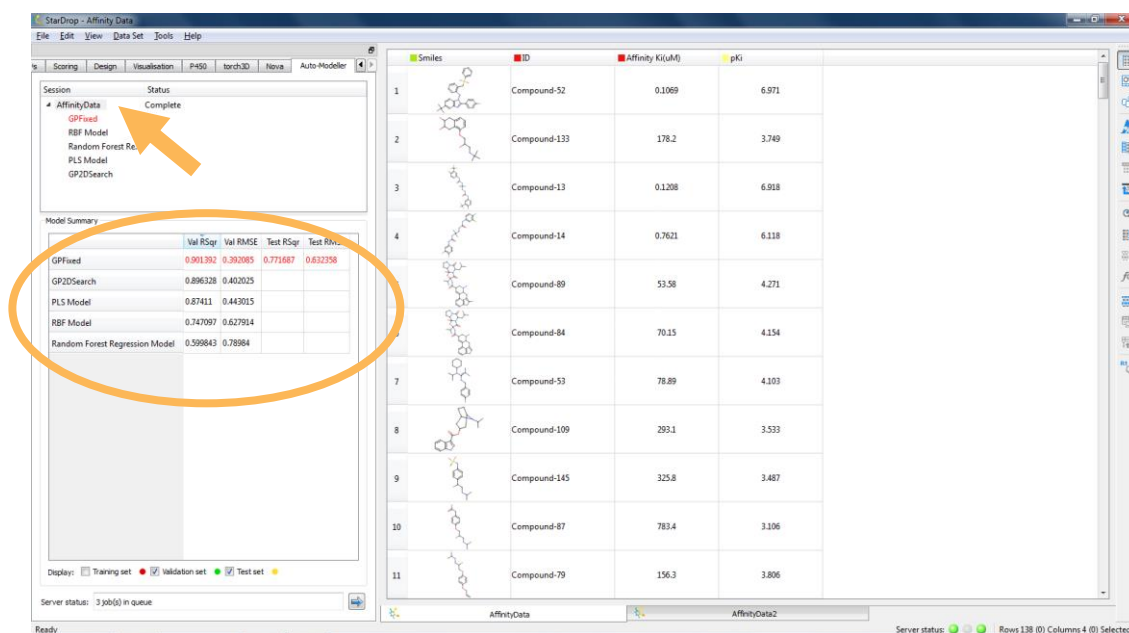 StarDrop - Affinity Data
File Edit View Data Set Tools Help
Scoring Design Visualisation P450 torch3D Nova Auto-Modeller
Session Status
AffinityData Complete
GPFixed
RBF Model
Random Forest Re
PLS Model
GP2DSearch
Model Summary
Val RSqr Val RMSE Test RSqr Test RMS
GPFixed 0.901392 0.392085 0.771687 0.632358
GP2DSearch 0.896328 0.402025
PLS Model 0.87411 0.443015
RBF Model 0.747097 0.627914
Random Forest Regression Model 0.599843 0.78984
Display: Training set Validation set Test set
Server status: 3 job(s) in queue
Ready
Smiles ID Affinity Ki(uM) pKi
1 Compound-52 0.1069 6.971
2 Compound-133 178.2 3.749
3 Compound-13 0.1208 6.918
4 Compound-14 0.7621 6.118
Compound-89 53.58 4.271
Compound-84 70.15 4.154
7 Compound-53 78.89 4.103
8 Compound-109 293.1 3.533
9 Compound-145 325.8 3.487
10 Compound-87 783.4 3.106
11 Compound-79 156.3 3.806
AffinityData AffinityData2
Server status: Rows 138 (0) Columns 4 (0) Selected